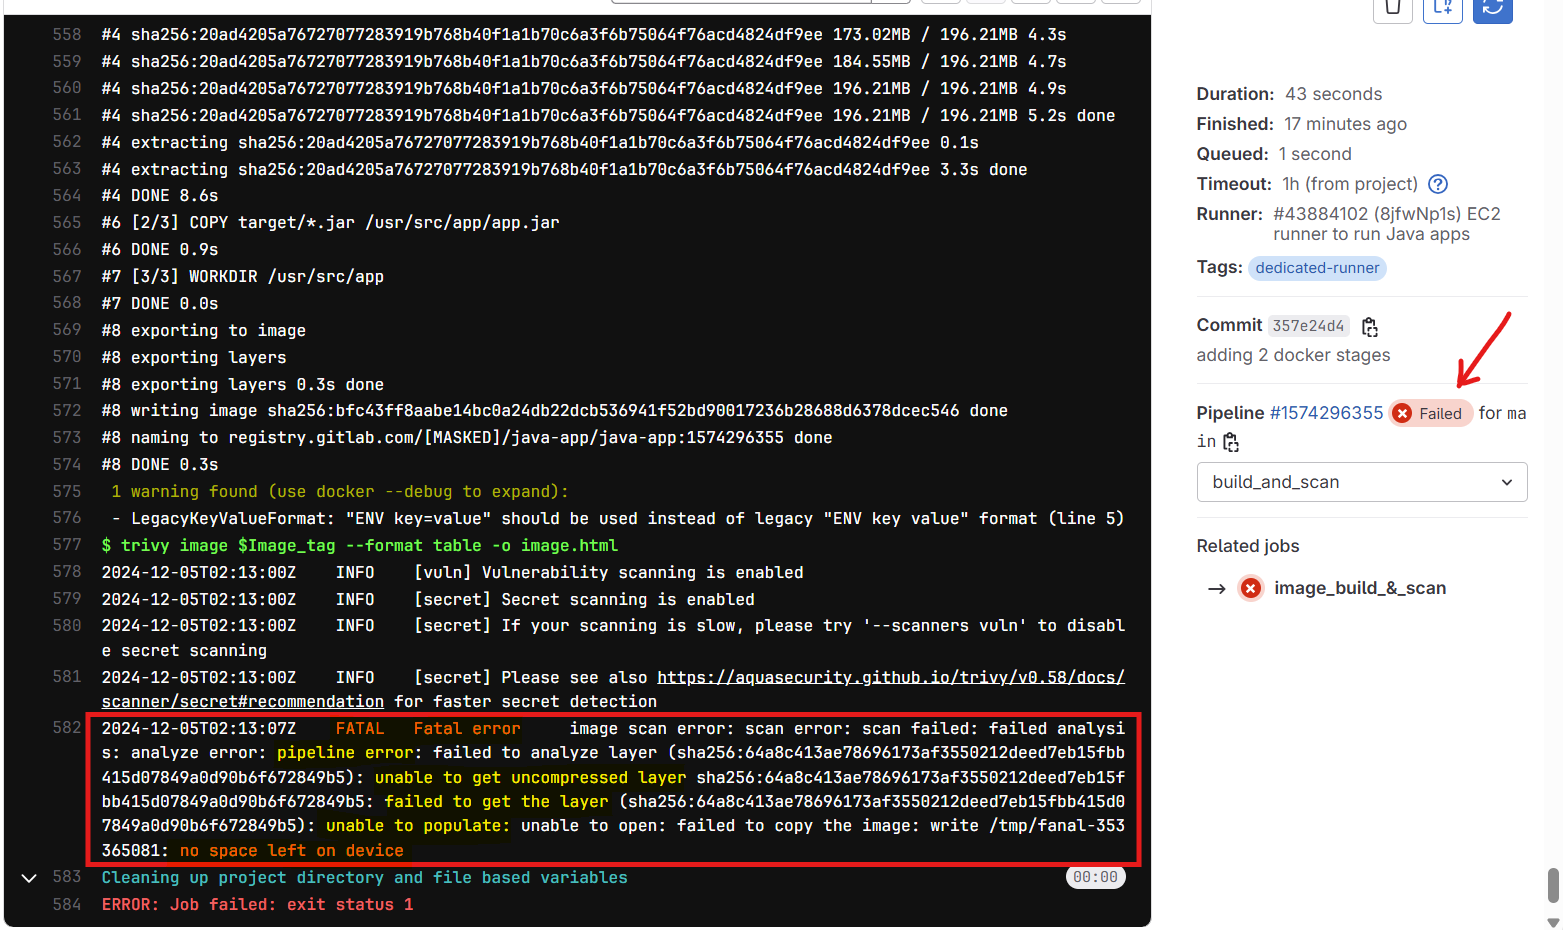 558 #4 sha256:20ad4205a76727077283919b768b40f1a1b70c6a3f6b75064f76acd4824df9ee 173.02MB / 196.21MB 4.3s
559 #4 sha256:20ad4205a76727077283919b768b40f1a1b70c6a3f6b75064f76acd4824df9ee 184.55MB / 196.21MB 4.7s
560 #4 sha256:20ad4205a76727077283919b768b40f1a1b70c6a3f6b75064f76acd4824df9ee 196.21MB / 196.21MB 4.9s
561 #4 sha256:20ad4205a76727077283919b768b40f1a1b70c6a3f6b75064f76acd4824df9ee 196.21MB / 196.21MB 5.2s done
562 #4 extracting sha256:20ad4205a76727077283919b768b40f1a1b70c6a3f6b75064f76acd4824df9ee 0.1s
563 #4 extracting sha256:20ad4205a76727077283919b768b40f1a1b70c6a3f6b75064f76acd4824df9ee 3.3s done
564 #4 DONE 8.6s
565 #6 [2/3] COPY target/*.jar /usr/src/app/app.jar
566 #6 DONE 0.9s
567 #7 [3/3] WORKDIR /usr/src/app
568 #7 DONE 0.0s
569 #8 exporting to image
570 #8 exporting layers
571 #8 exporting layers 0.3s done
572 #8 writing image sha256:bfc43ff8aabe14bc0a24db22dcb536941f52bd90017236b28688d6378dcec546 done
573 #8 naming to registry.gitlab.com/[MASKED]/java-app/java-app:1574296355 done
574 #8 DONE 0.3s
575 1 warning found (use docker --debug to expand):
576 - LegacyKeyValueFormat: "ENV key=value" should be used instead of legacy "ENV key value" format (line 5)
577 $ trivy image $Image_tag --format table -o image.html
578 2024-12-05T02:13:00Z INFO [vuln] Vulnerability scanning is enabled
579 2024-12-05T02:13:00Z INFO [secret] Secret scanning is enabled
580 2024-12-05T02:13:00Z INFO [secret] If your scanning is slow, please try '--scanners vuln' to disabl
e secret scanning
581 2024-12-05T02:13:00Z INFO [secret] Please see also https://aquasecurity.github.io/trivy/v0.58/docs/
scanner/secret#recommendation for faster secret detection
582 2024-12-05T02:13:07Z FATAL Fatal error image scan error: scan error: scan failed: failed analysi
s: analyze error: pipeline error: failed to analyze layer (sha256:64a8c413ae78696173af3550212deed7eb15fbb
415d07849a0d90b6f672849b5): unable to get uncompressed layer sha256:64a8c413ae78696173af3550212deed7eb15f
bb415d07849a0d90b6f672849b5: failed to get the layer (sha256:64a8c413ae78696173af3550212deed7eb15fbb415d0
7849a0d90b6f672849b5): unable to populate: unable to open: failed to copy the image: write /tmp/fanal-353
365081: no space left on device
583 Cleaning up project directory and file based variables 00:00
584 ERROR: Job failed: exit status 1
Duration: 43 seconds
Finished: 17 minutes ago
Queued: 1 second
Timeout: 1h (from project) ?
Runner: #43884102 (8jfwNp1s) EC2
runner to run Java apps
Tags: dedicated-runner
Commit 357e24d4
adding 2 docker stages
Pipeline #1574296355 Failed for ma
in
build_and_scan
Related jobs
→ image_build_&_scan